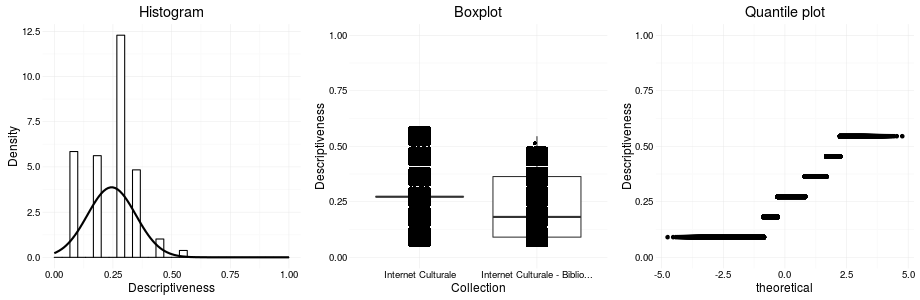 Histogram
Density
12.5
10.0
7.5
5.0
2.5
0.0
0.00 0.25 0.50 0.75 1.00
Descriptiveness
Boxplot
Descriptiveness
1.00
0.75
0.50
0.25
0.00
Internet Culturale Internet Culturale - Biblio...
Collection
Quantile plot
Descriptiveness
1.00
0.75
0.50
0.25
0.00
-5.0 -2.5 0.0 2.5 5.0
theoretical